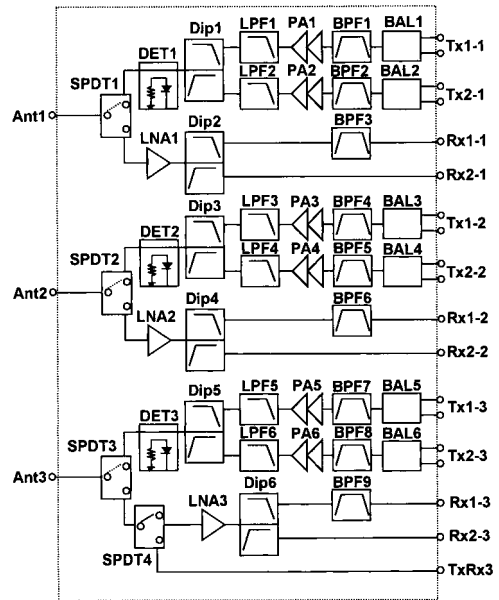 Dip1 LPF1 PA1 BPF1 BAL1
Tx1-1
DET1
LPF2 PA2 BPF2 BAL2
SPDT1
Tx2-1
Ant1
Dip2
LNA1
BPF3
Rx1-1
Rx2-1
Dip3 LPF3 PA3 BPF4 BAL3
Tx1-2
DET2
LPF4 PA4 BPF5 BAL4
SPDT2
Tx2-2
Ant2
Dip4
LNA2
BPF6
Rx1-2
Rx2-2
Dip5 LPF5 PA5 BPF7 BAL5
Tx1-3
DET3
LPF6 PA6 BPF8 BAL6
SPDT3
Tx2-3
Ant3
Dip6
LNA3
BPF9
Rx1-3
Rx2-3
SPDT4
TxRx3